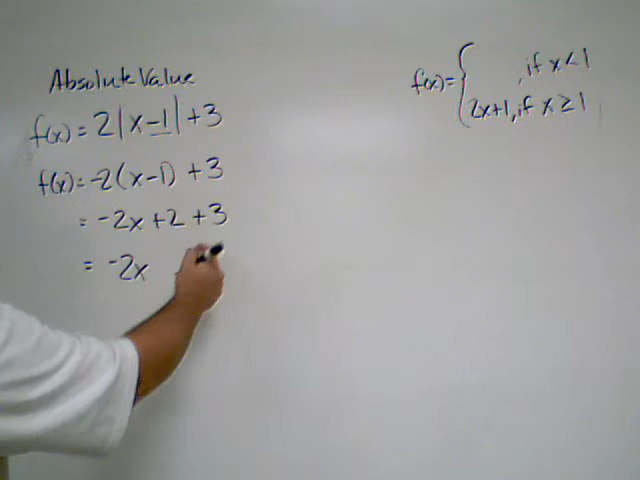 Absolute Value
f(x) = 2|x-1| + 3
f(x) = -2(x-1) + 3
= -2x + 2 + 3
= -2x
f(x) = { , if x < 1
2x+1, if x ≥ 1